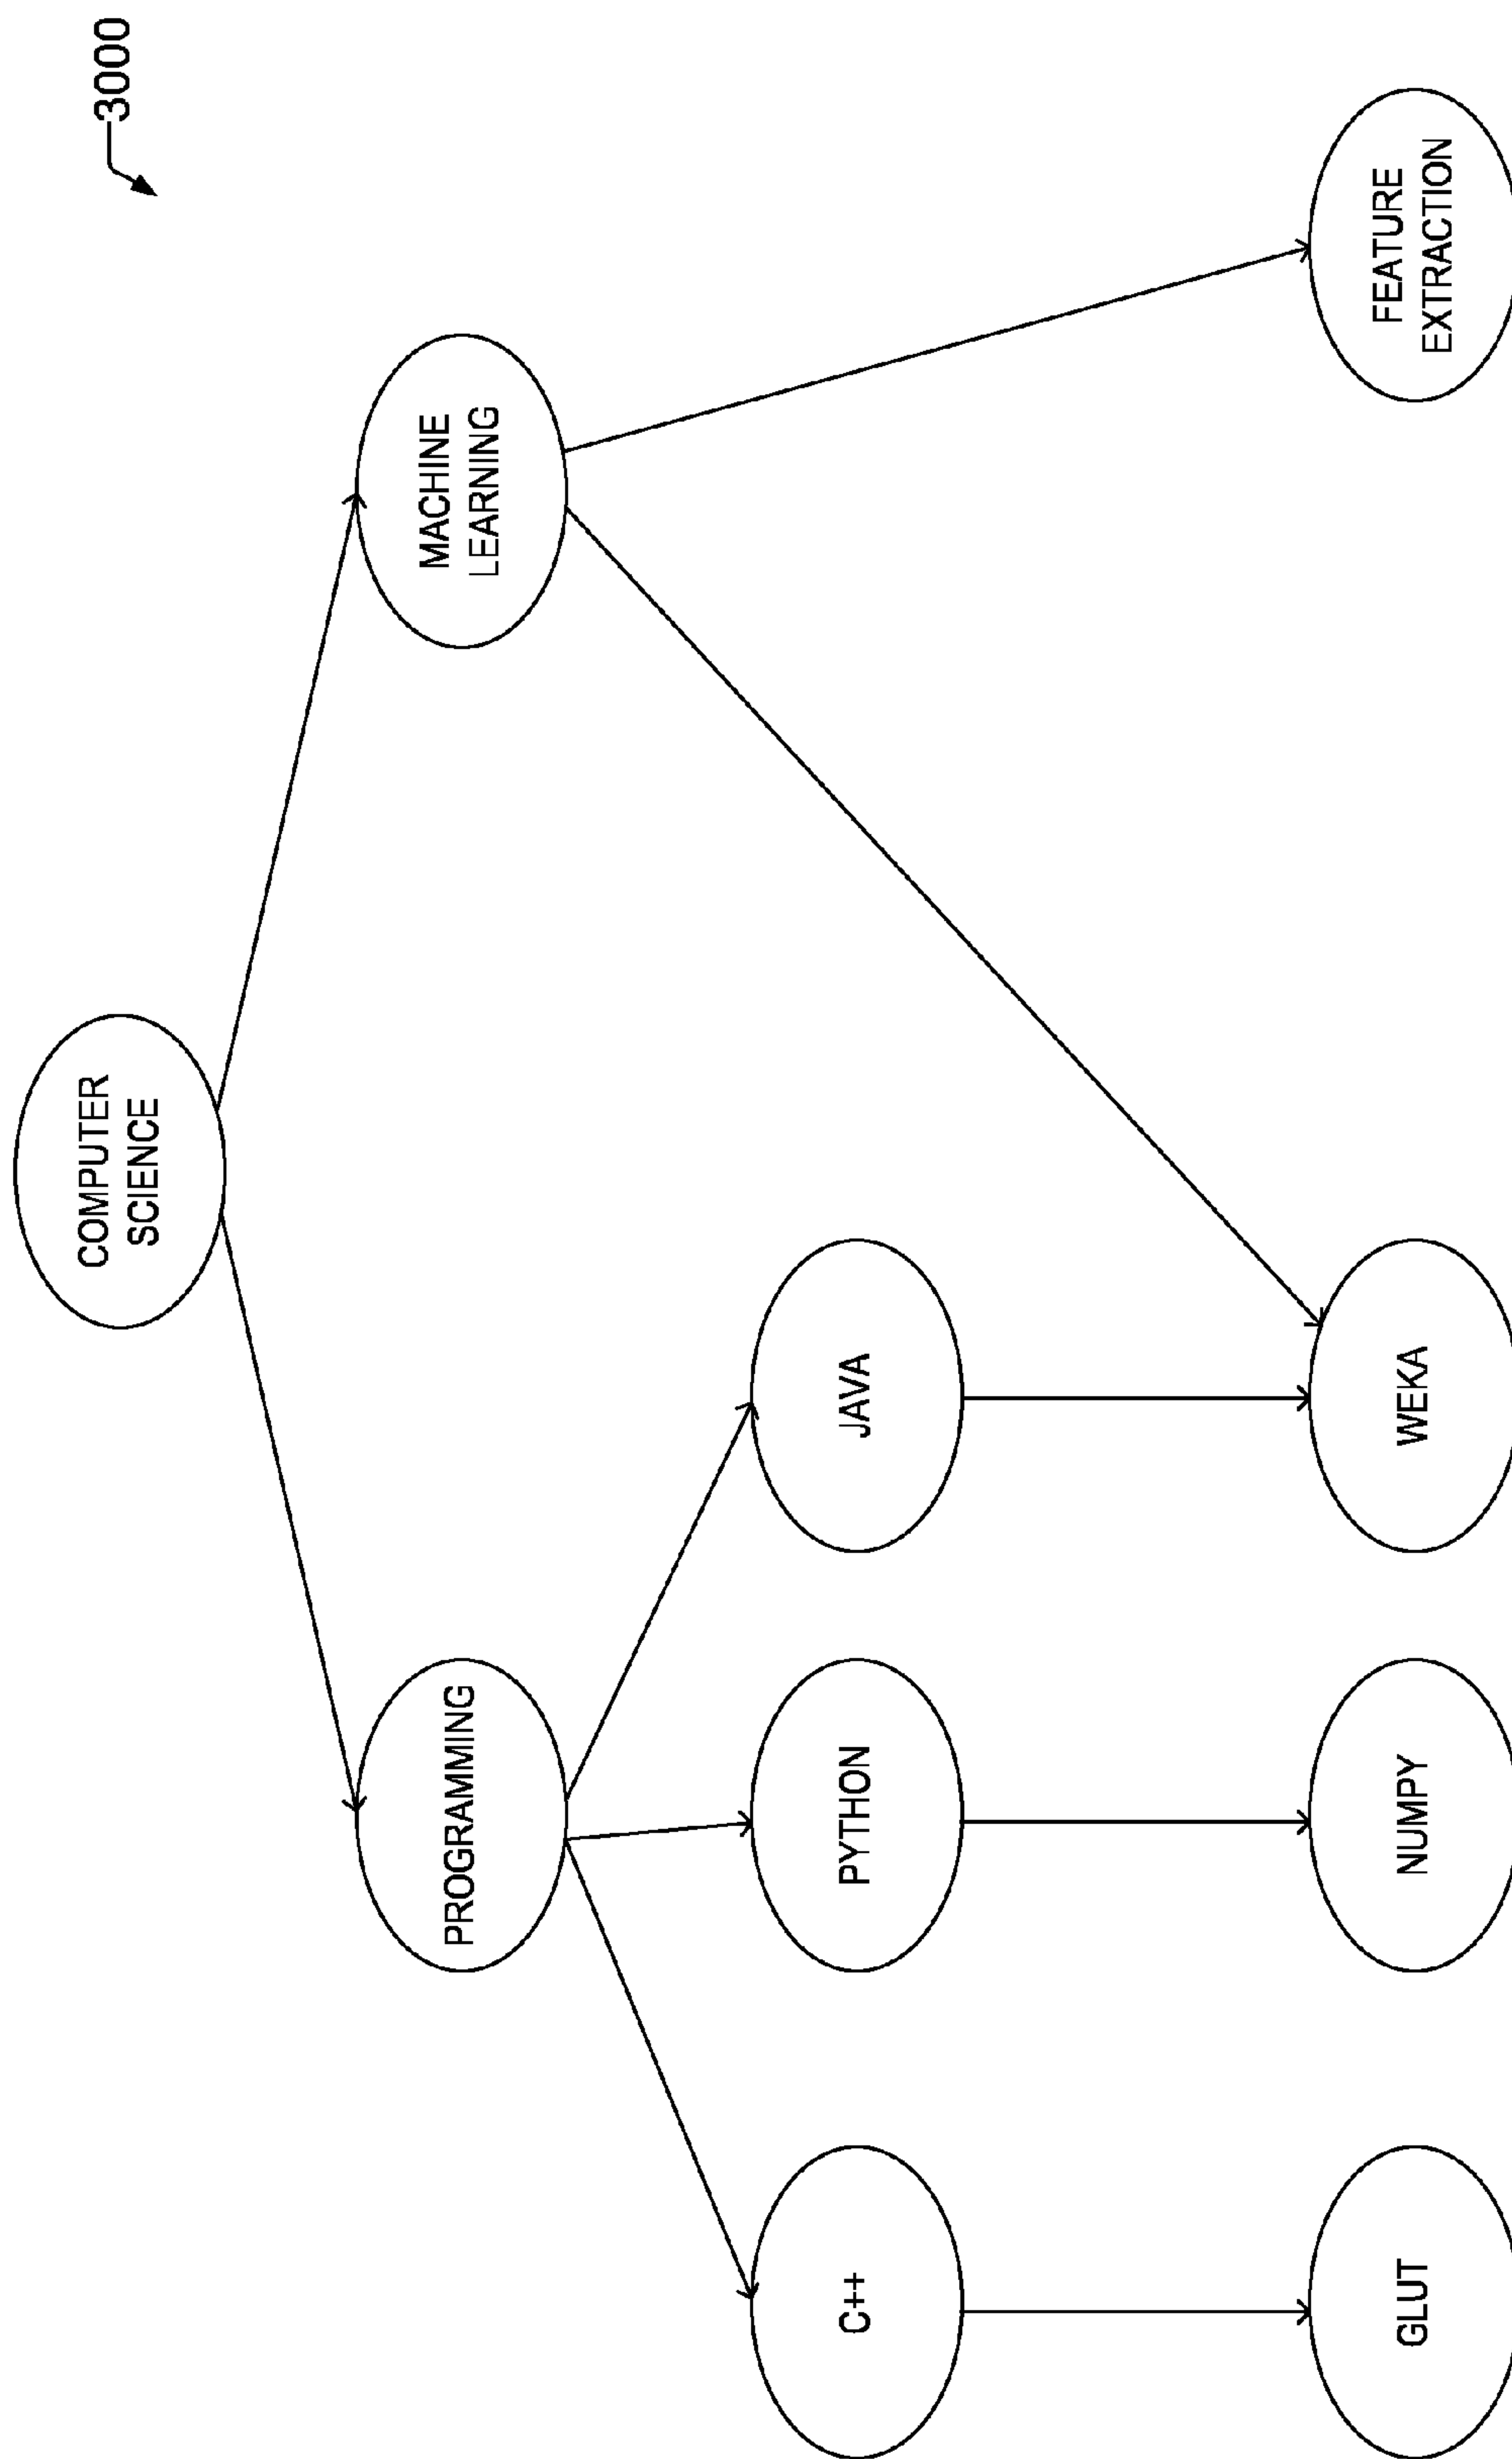 3000
COMPUTER
SCIENCE
PROGRAMMING
MACHINE
LEARNING
C++
PYTHON
JAVA
GLUT
NUMPY
WEKA
FEATURE
EXTRACTION